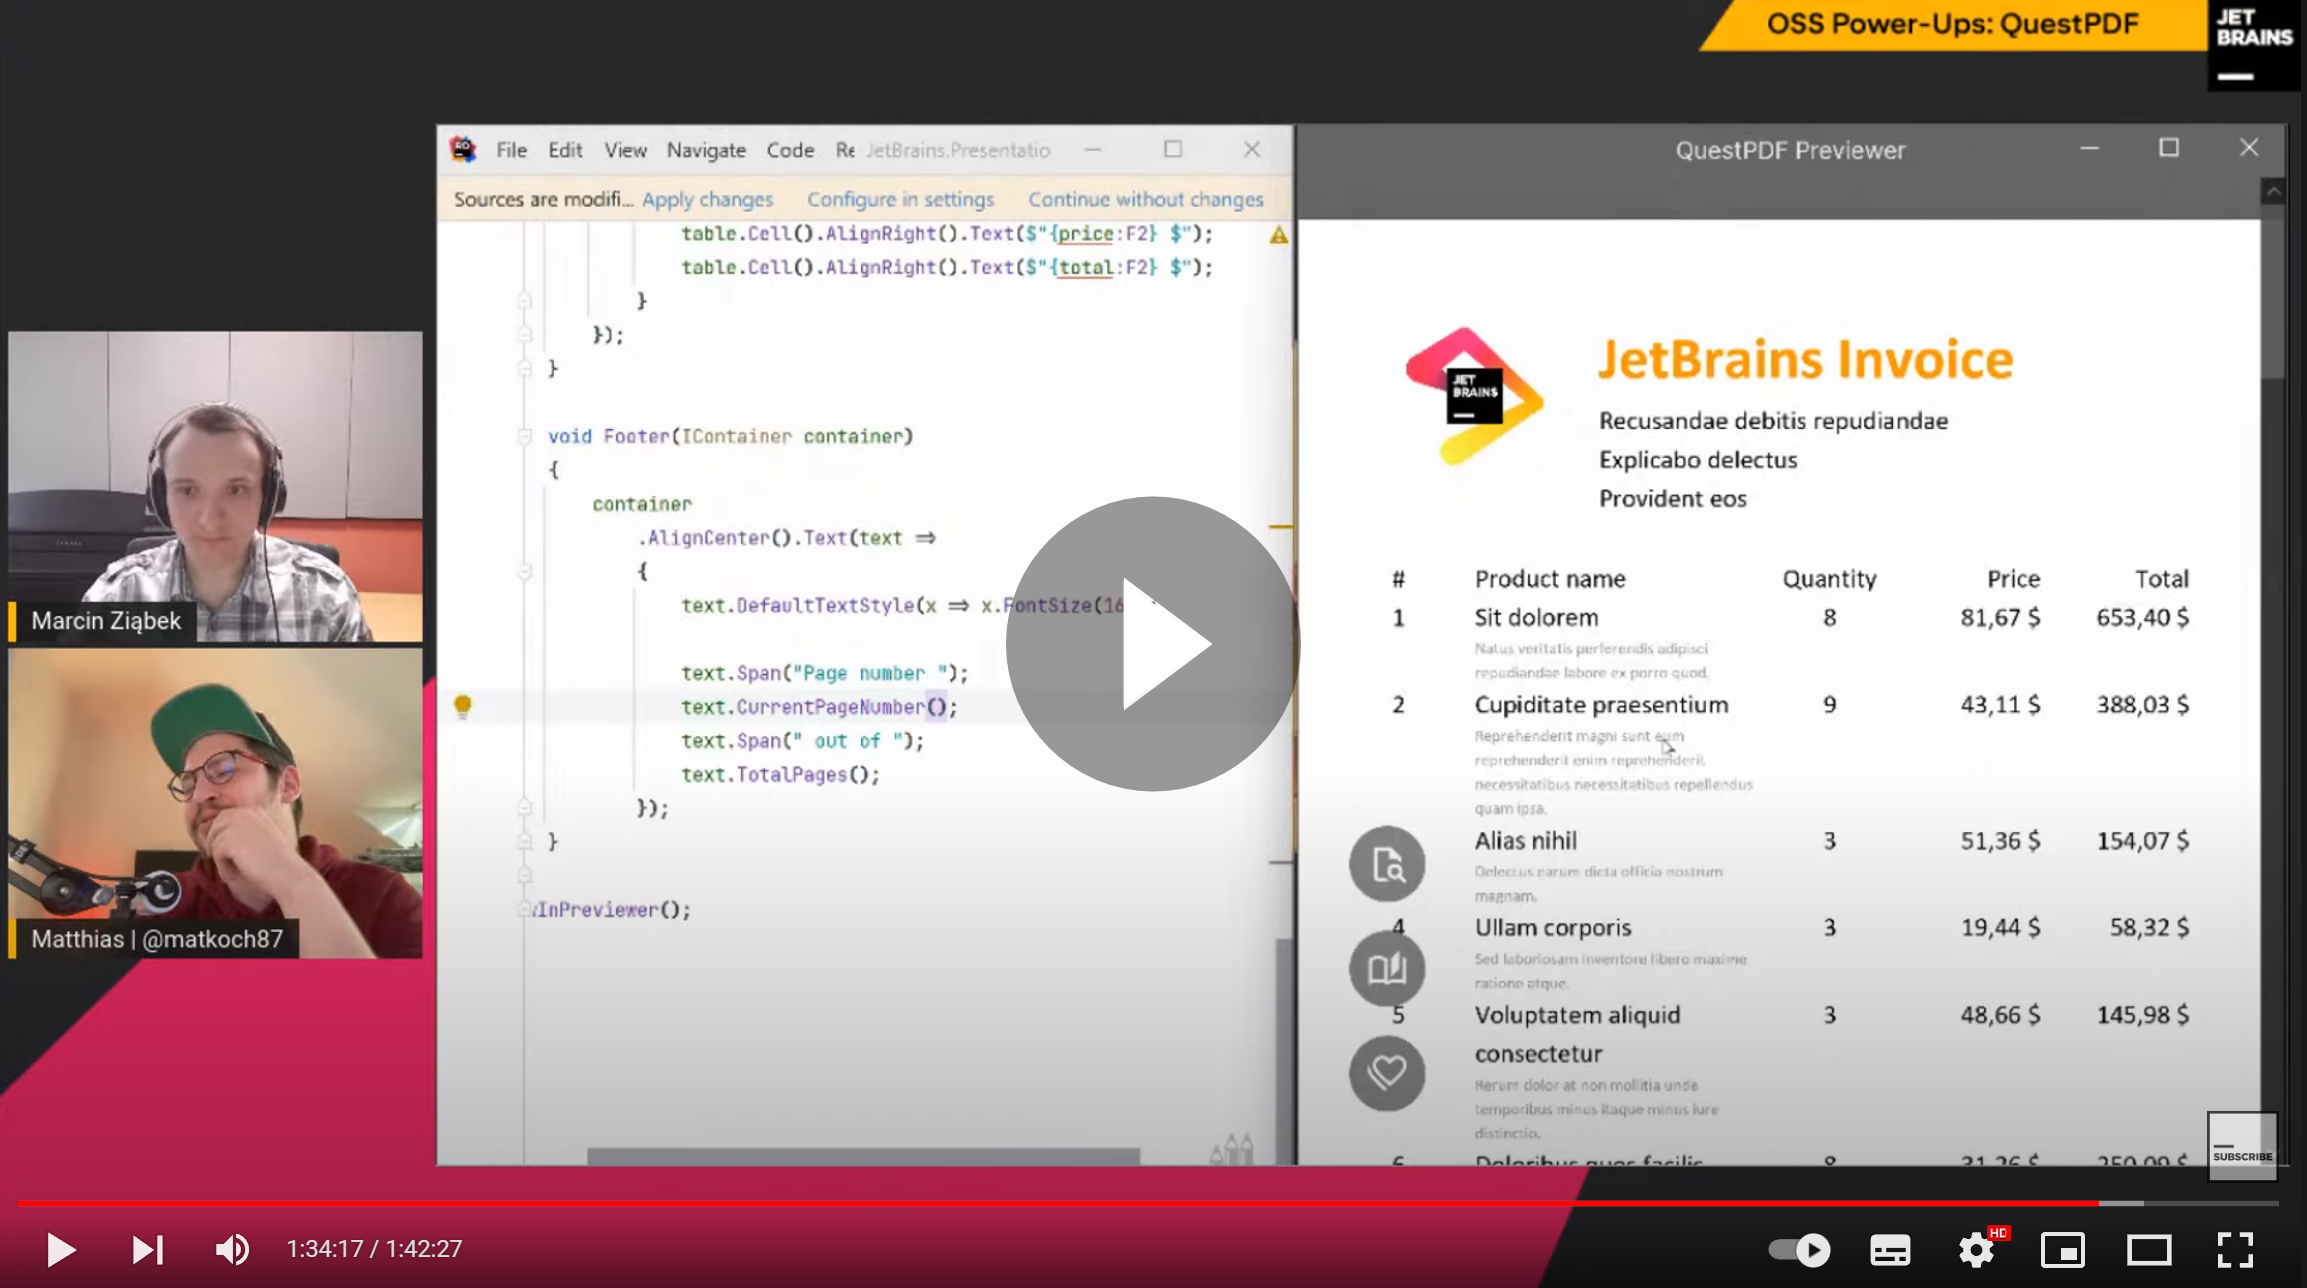 OSS Power-Ups: QuestPDF
JET
BRAINS
File Edit View Navigate Code Re JetBrains.Presentatio
QuestPDF Previewer
Sources are modifi... Apply changes Configure in settings Continue without changes
table.Cell().AlignRight().Text($"{price:F2} $");
table.Cell().AlignRight().Text($"{total:F2} $");
}
});
}
void Footer(IContainer container)
{
container
.AlignCenter().Text(text =>
{
text.DefaultTextStyle(x => x.FontSize(16
text.Span("Page number ");
text.CurrentPageNumber();
text.Span(" out of ");
text.TotalPages();
});
}
InPreviewer();
JET
BRAINS
JetBrains Invoice
Recusandae debitis repudiandae
Explicabo delectus
Provident eos
# Product name Quantity Price Total
1 Sit dolorem 8 81,67 $ 653,40 $
Natus veritatis perferendis adipisci
repudiandae labore ex porro quod.
2 Cupiditate praesentium 9 43,11 $ 388,03 $
Reprehenderit magni sunt eum
reprehenderit enim reprehenderit
necessitatibus necessitatibus repellendus
quam ipsa.
Alias nihil 3 51,36 $ 154,07 $
Delectus earum dicta officia nostrum
magnam.
4 Ullam corporis 3 19,44 $ 58,32 $
Sed laboriosam inventore libero maxime
ratione atque.
5 Voluptatem aliquid 3 48,66 $ 145,98 $
consectetur
Rerum dolor at non mollitia unde
temporibus minus itaque minus iure
distinctio.
6 Doloribus quos facilis 8 31,26 $ 250,09 $
Marcin Ziąbek
Matthias | @matkoch87
SUBSCRIBE
1:34:17 / 1:42:27
HD